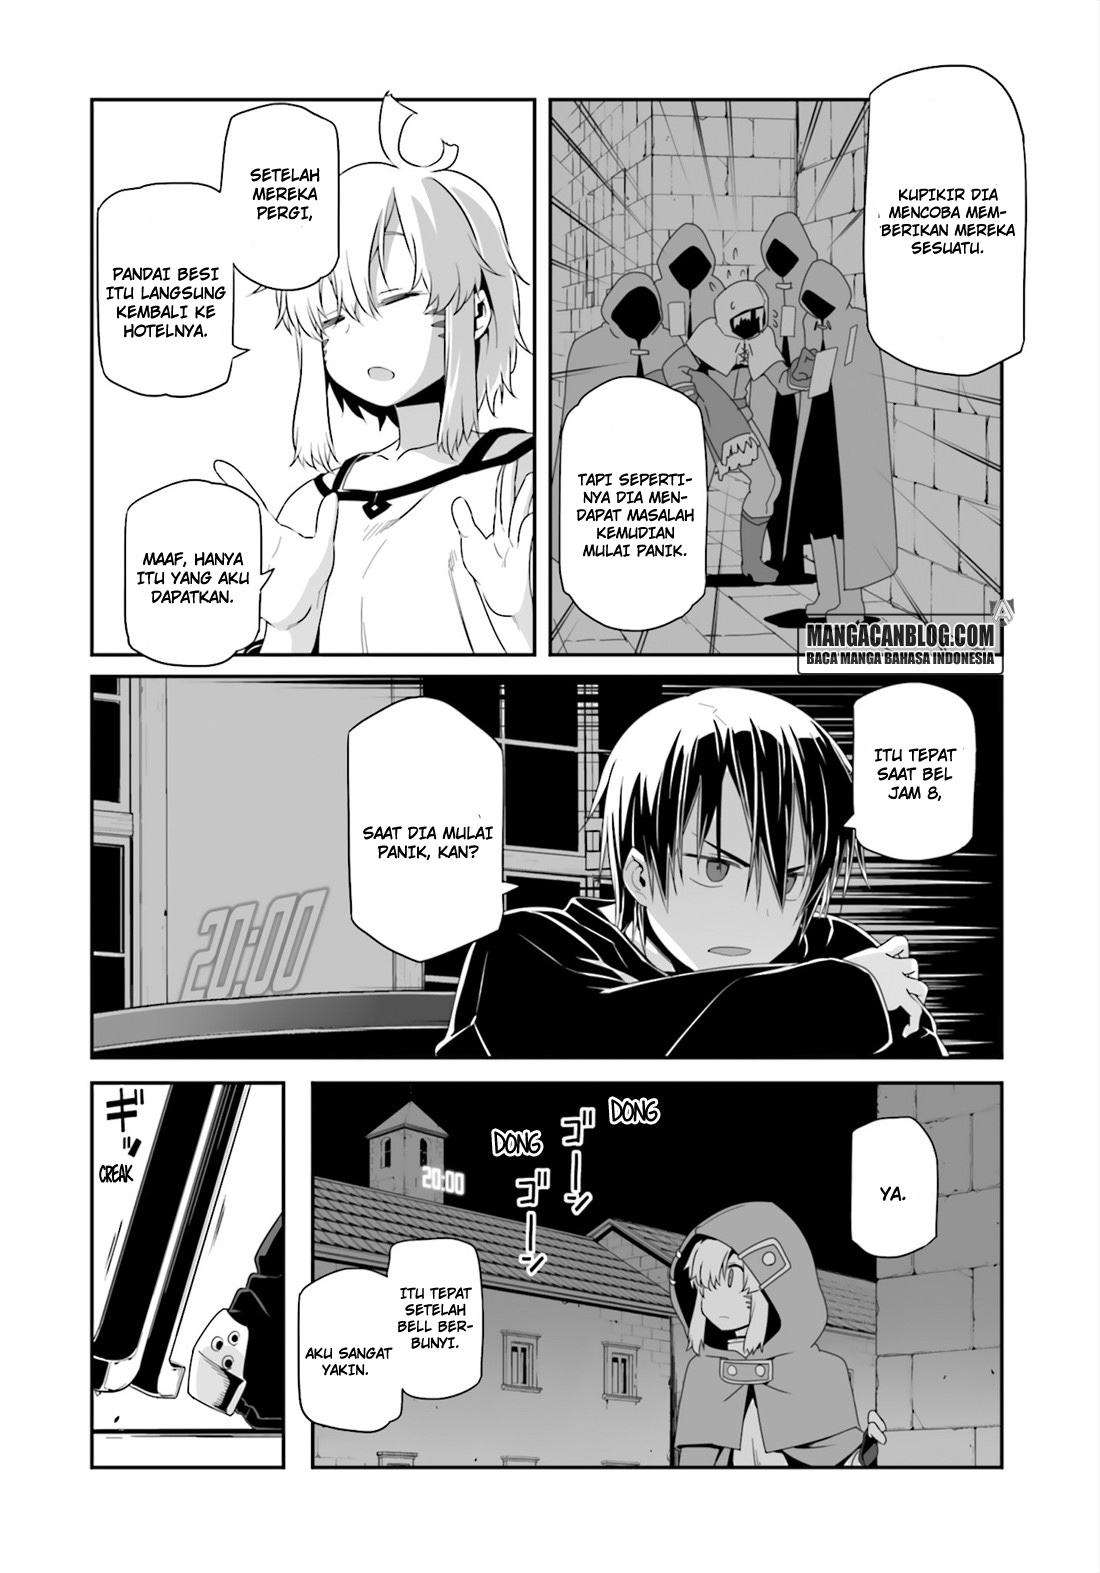 KUPIKIR DIA
MENCOBA MEM-
BERIKAN MEREKA
SESUATU.
TAPI SEPERTI-
NYA DIA MEN-
DAPAT MASALAH
KEMUDIAN
MULAI PANIK.
SETELAH
MEREKA
PERGI,
PANDAI BESI
ITU LANGSUNG
KEMBALI KE
HOTELNYA.
MAAF, HANYA
ITU YANG AKU
DAPATKAN.
MANGACANBLOG.COM
BACA MANGA BAHASA INDONESIA
ITU TEPAT
SAAT BEL
JAM 8,
SAAT DIA MULAI
PANIK, KAN?
20:00
YA.
DONG
ゴーン
DONG
ゴーン
20:00
ITU TEPAT
SETELAH
BELL BER-
BUNYI.
AKU SANGAT
YAKIN.
ギッ
CREAK